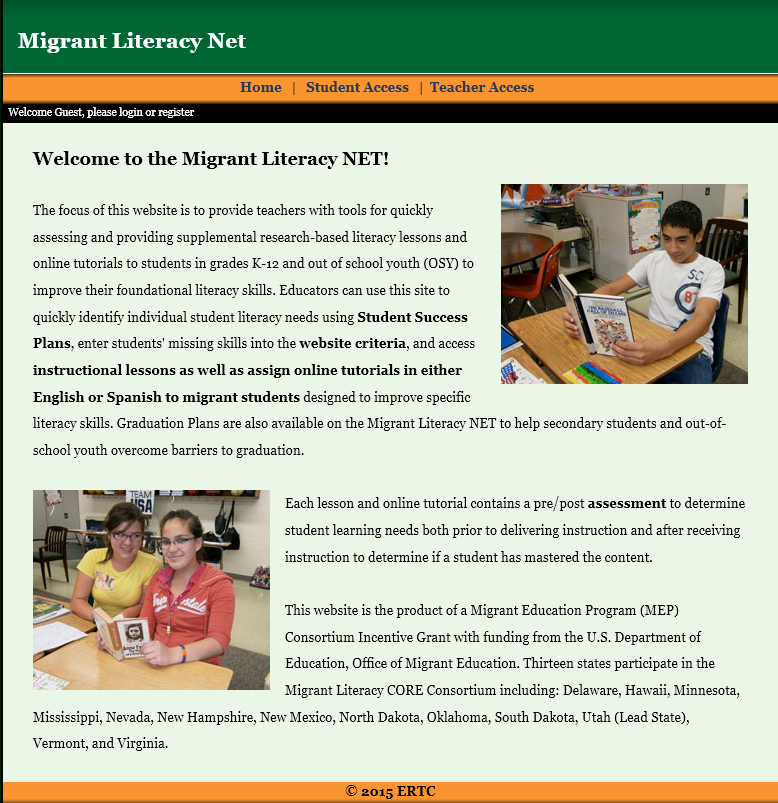 Migrant Literacy Net
Home | Student Access | Teacher Access
Welcome Guest, please login or register
Welcome to the Migrant Literacy NET!
The focus of this website is to provide teachers with tools for quickly
assessing and providing supplemental research-based literacy lessons and
online tutorials to students in grades K-12 and out of school youth (OSY) to
improve their foundational literacy skills. Educators can use this site to
quickly identify individual student literacy needs using Student Success
Plans, enter students' missing skills into the website criteria, and access
instructional lessons as well as assign online tutorials in either
English or Spanish to migrant students designed to improve specific
literacy skills. Graduation Plans are also available on the Migrant Literacy NET to help secondary students and out-of-
school youth overcome barriers to graduation.
TEAM
USA
Each lesson and online tutorial contains a pre/post assessment to determine
student learning needs both prior to delivering instruction and after receiving
instruction to determine if a student has mastered the content.
This website is the product of a Migrant Education Program (MEP)
Consortium Incentive Grant with funding from the U.S. Department of
Education, Office of Migrant Education. Thirteen states participate in the
Migrant Literacy CORE Consortium including: Delaware, Hawaii, Minnesota,
Mississippi, Nevada, New Hampshire, New Mexico, North Dakota, Oklahoma, South Dakota, Utah (Lead State),
Vermont, and Virginia.
© 2015 ERTC